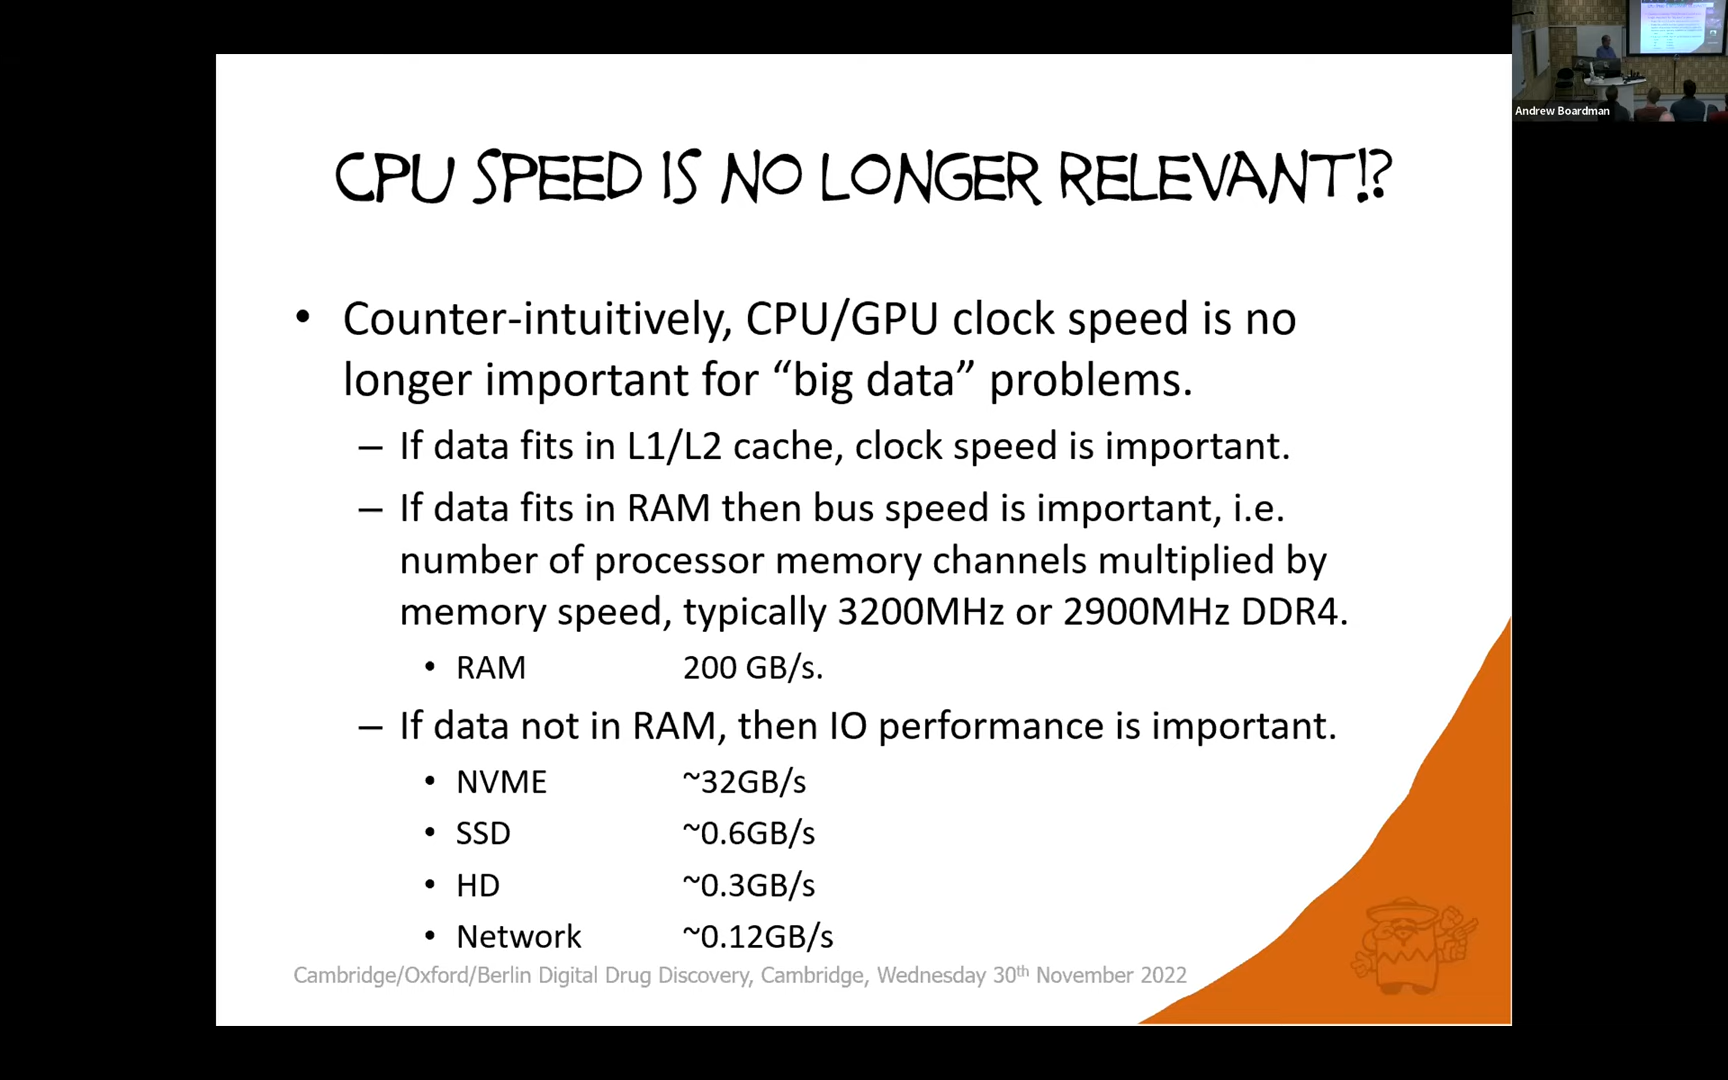 Andrew Boardman
CPU SPEED IS NO LONGER RELEVANT!?
• Counter-intuitively, CPU/GPU clock speed is no
longer important for “big data” problems.
– If data fits in L1/L2 cache, clock speed is important.
– If data fits in RAM then bus speed is important, i.e.
number of processor memory channels multiplied by
memory speed, typically 3200MHz or 2900MHz DDR4.
• RAM 200 GB/s.
– If data not in RAM, then IO performance is important.
• NVME ~32GB/s
• SSD ~0.6GB/s
• HD ~0.3GB/s
• Network ~0.12GB/s
Cambridge/Oxford/Berlin Digital Drug Discovery, Cambridge, Wednesday 30th November 2022